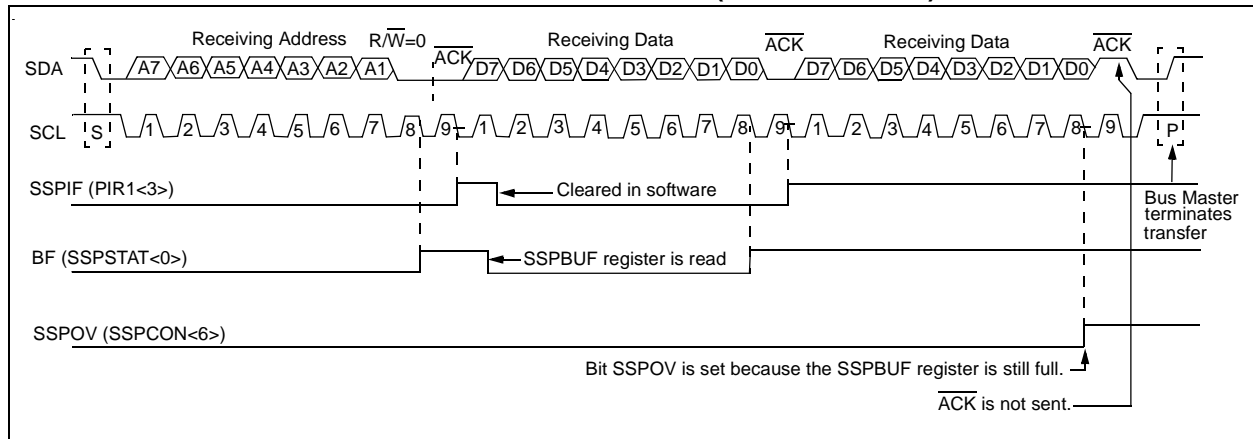 Receiving Address R/W̅=0 Receiving Data A̅C̅K̅ Receiving Data A̅C̅K̅
A̅C̅K̅
SDA A7 A6 A5 A4 A3 A2 A1 D7 D6 D5 D4 D3 D2 D1 D0 D7 D6 D5 D4 D3 D2 D1 D0
SCL S 1 2 3 4 5 6 7 8 9 1 2 3 4 5 6 7 8 9 1 2 3 4 5 6 7 8 9 P
SSPIF (PIR1<3>) Cleared in software
Bus Master
terminates
transfer
BF (SSPSTAT<0>) SSPBUF register is read
SSPOV (SSPCON<6>)
Bit SSPOV is set because the SSPBUF register is still full.
A̅C̅K̅ is not sent.